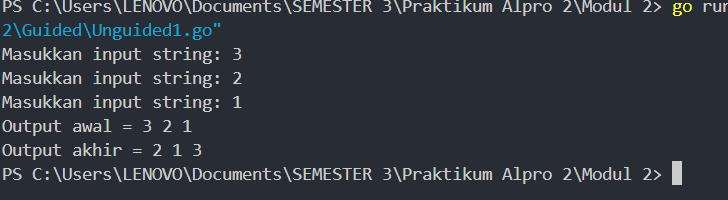 PS C:\Users\LENOVO\Documents\SEMESTER 3\Praktikum Alpro 2\Modul 2> go run
2\Guided\Unguided1.go"
Masukkan input string: 3
Masukkan input string: 2
Masukkan input string: 1
Output awal = 3 2 1
Output akhir = 2 1 3
PS C:\Users\LENOVO\Documents\SEMESTER 3\Praktikum Alpro 2\Modul 2>